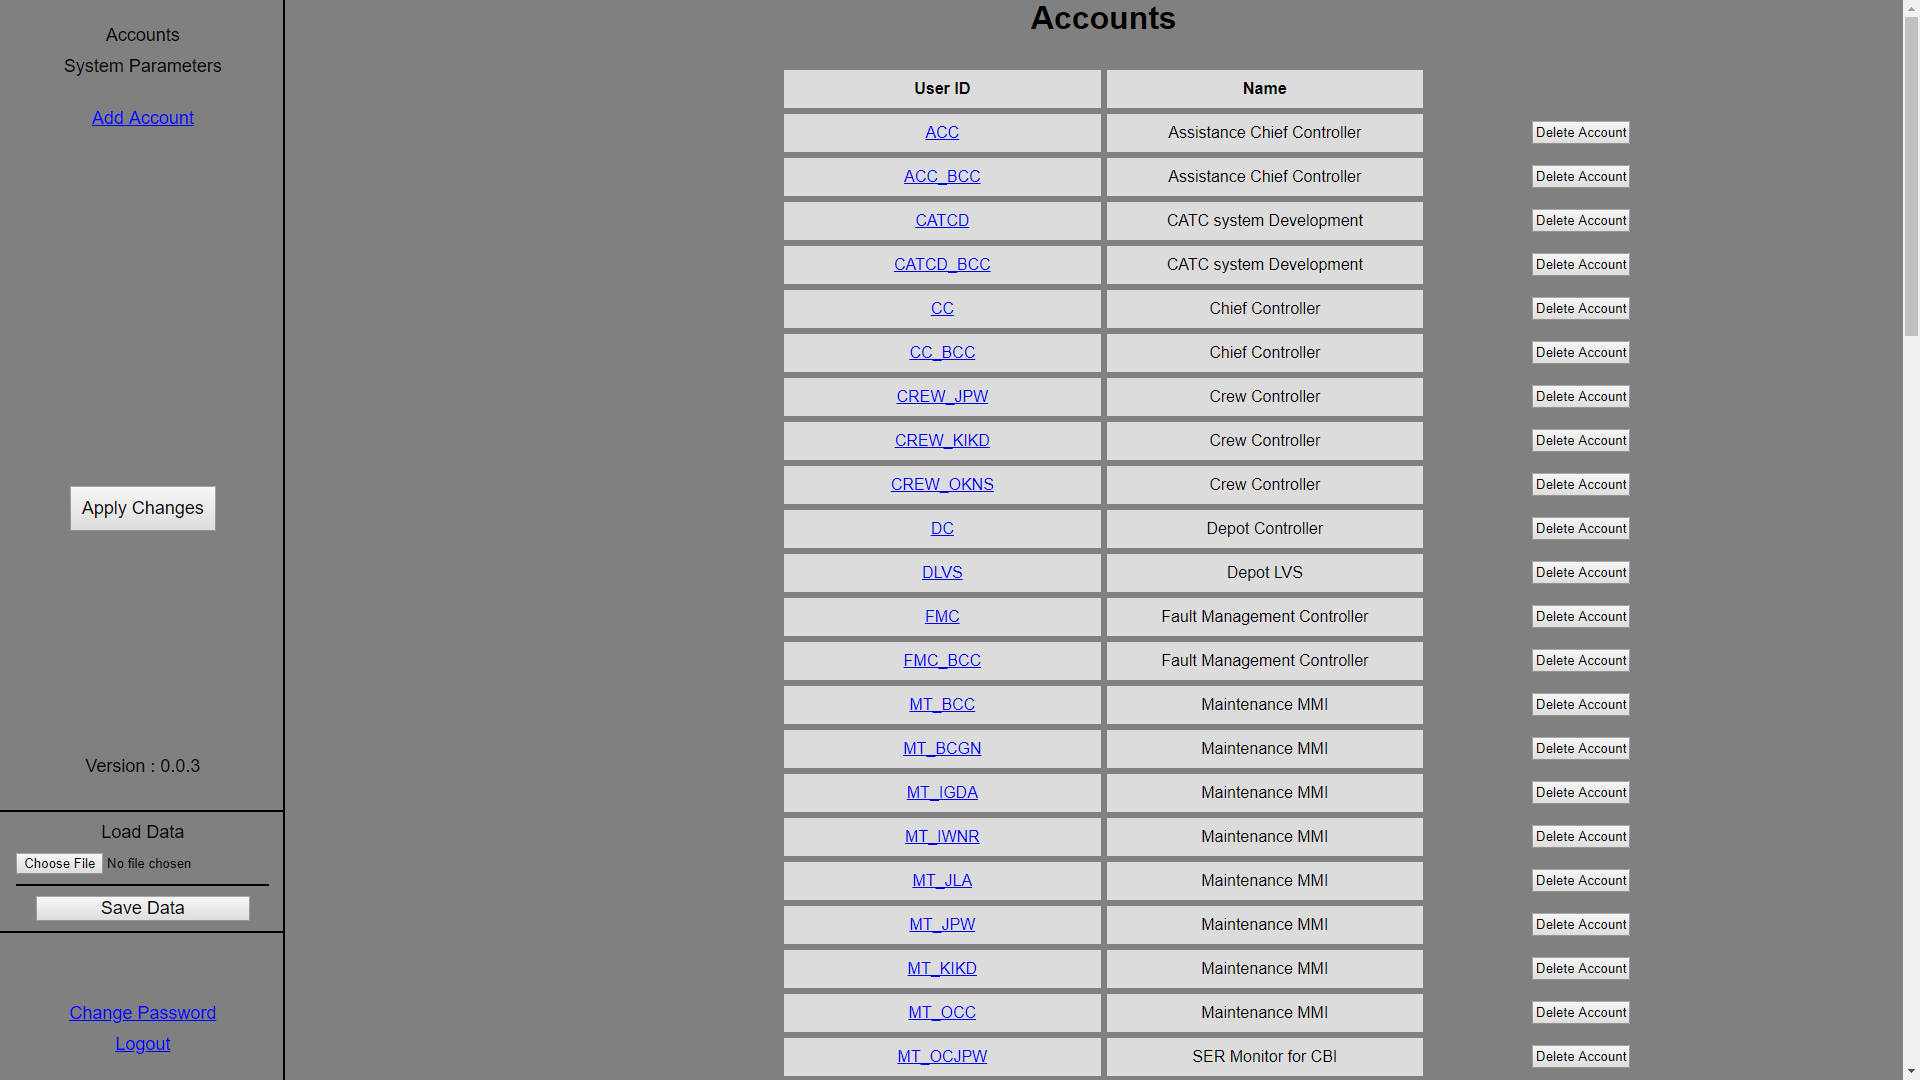 Accounts
System Parameters
Add Account
Apply Changes
Version : 0.0.3
Load Data
Choose File No file chosen
Save Data
Change Password
Logout
Accounts
User ID Name
ACC Assistance Chief Controller Delete Account
ACC_BCC Assistance Chief Controller Delete Account
CATCD CATC system Development Delete Account
CATCD_BCC CATC system Development Delete Account
CC Chief Controller Delete Account
CC_BCC Chief Controller Delete Account
CREW_JPW Crew Controller Delete Account
CREW_KIKD Crew Controller Delete Account
CREW_OKNS Crew Controller Delete Account
DC Depot Controller Delete Account
DLVS Depot LVS Delete Account
FMC Fault Management Controller Delete Account
FMC_BCC Fault Management Controller Delete Account
MT_BCC Maintenance MMI Delete Account
MT_BCGN Maintenance MMI Delete Account
MT_IGDA Maintenance MMI Delete Account
MT_IWNR Maintenance MMI Delete Account
MT_JLA Maintenance MMI Delete Account
MT_JPW Maintenance MMI Delete Account
MT_KIKD Maintenance MMI Delete Account
MT_OCC Maintenance MMI Delete Account
MT_OCJPW SER Monitor for CBI Delete Account